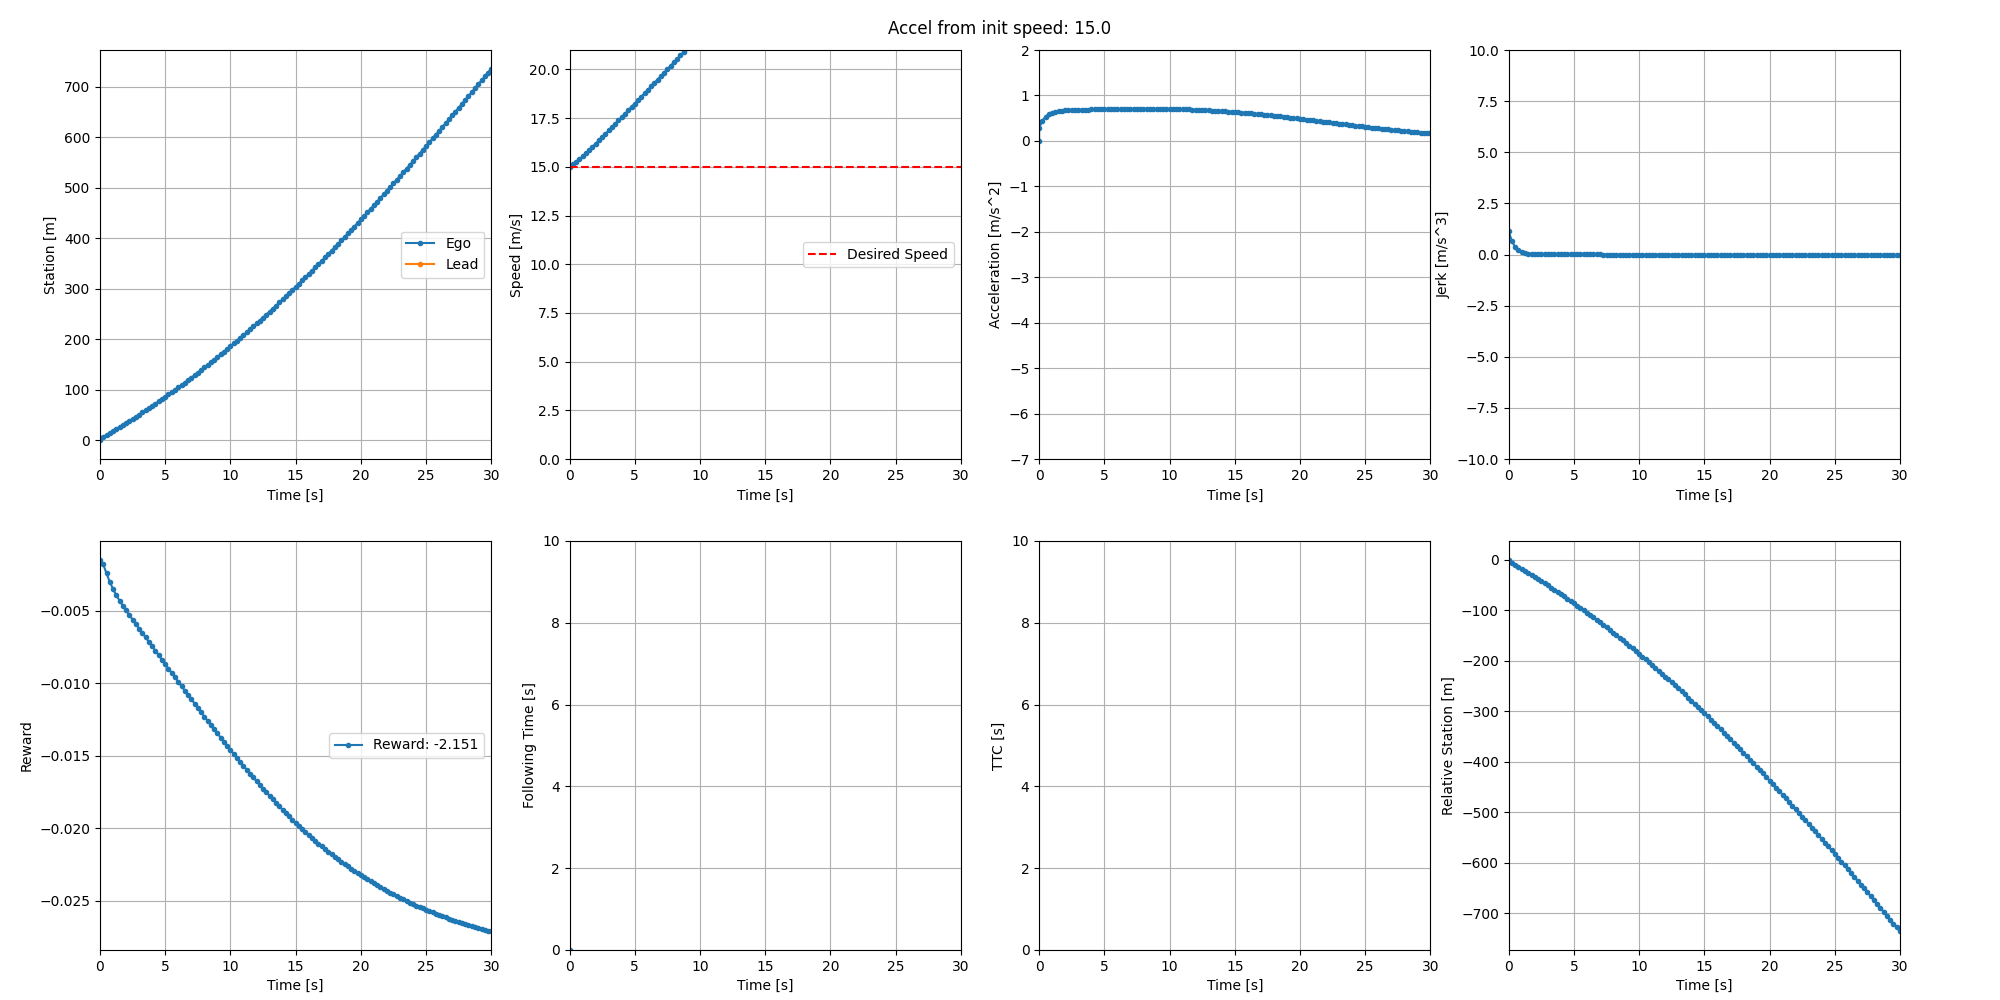 Accel from init speed: 15.0
Station [m]
700
600
500
400
300
200
100
0
0 5 10 15 20 25 30
Time [s]
Ego
Lead
Speed [m/s]
20.0
17.5
15.0
12.5
10.0
7.5
5.0
2.5
0.0
0 5 10 15 20 25 30
Time [s]
Desired Speed
Acceleration [m/s^2]
2
1
0
−1
−2
−3
−4
−5
−6
−7
0 5 10 15 20 25 30
Time [s]
Jerk [m/s^3]
10.0
7.5
5.0
2.5
0.0
−2.5
−5.0
−7.5
−10.0
0 5 10 15 20 25 30
Time [s]
Reward
−0.005
−0.010
−0.015
−0.020
−0.025
0 5 10 15 20 25 30
Time [s]
Reward: -2.151
Following Time [s]
10
8
6
4
2
0
0 5 10 15 20 25 30
Time [s]
TTC [s]
10
8
6
4
2
0
0 5 10 15 20 25 30
Time [s]
Relative Station [m]
0
−100
−200
−300
−400
−500
−600
−700
0 5 10 15 20 25 30
Time [s]